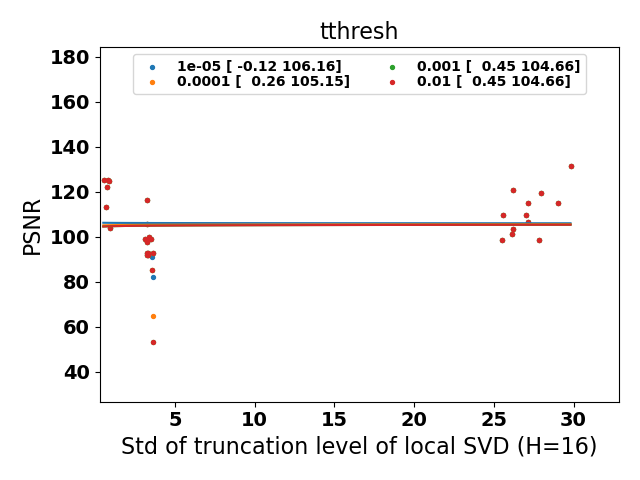 tthresh
1e-05 [ -0.12 106.16]
0.0001 [  0.26 105.15]
0.001 [  0.45 104.66]
0.01 [  0.45 104.66]
180
160
140
120
100
80
60
40
PSNR
5 10 15 20 25 30
Std of truncation level of local SVD (H=16)